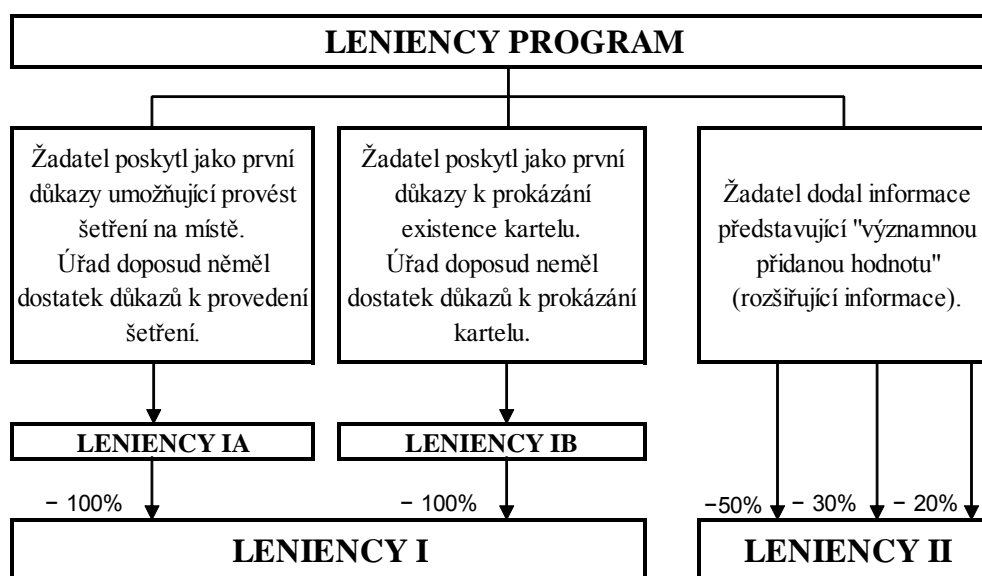 LENIENCY PROGRAM
Žadatel poskytl jako první
důkazy umožňující provést
šetření na místě.
Úřad doposud něměl
dostatek důkazů k provedení
šetření.
Žadatel poskytl jako první
důkazy k prokázání
existence kartelu.
Úřad doposud neměl
dostatek důkazů k prokázání
kartelu.
Žadatel dodal informace
představující "významnou
přidanou hodnotu"
(rozšiřující informace).
LENIENCY IA
LENIENCY IB
− 100%
− 100%
−50%
− 30%
− 20%
LENIENCY I
LENIENCY II